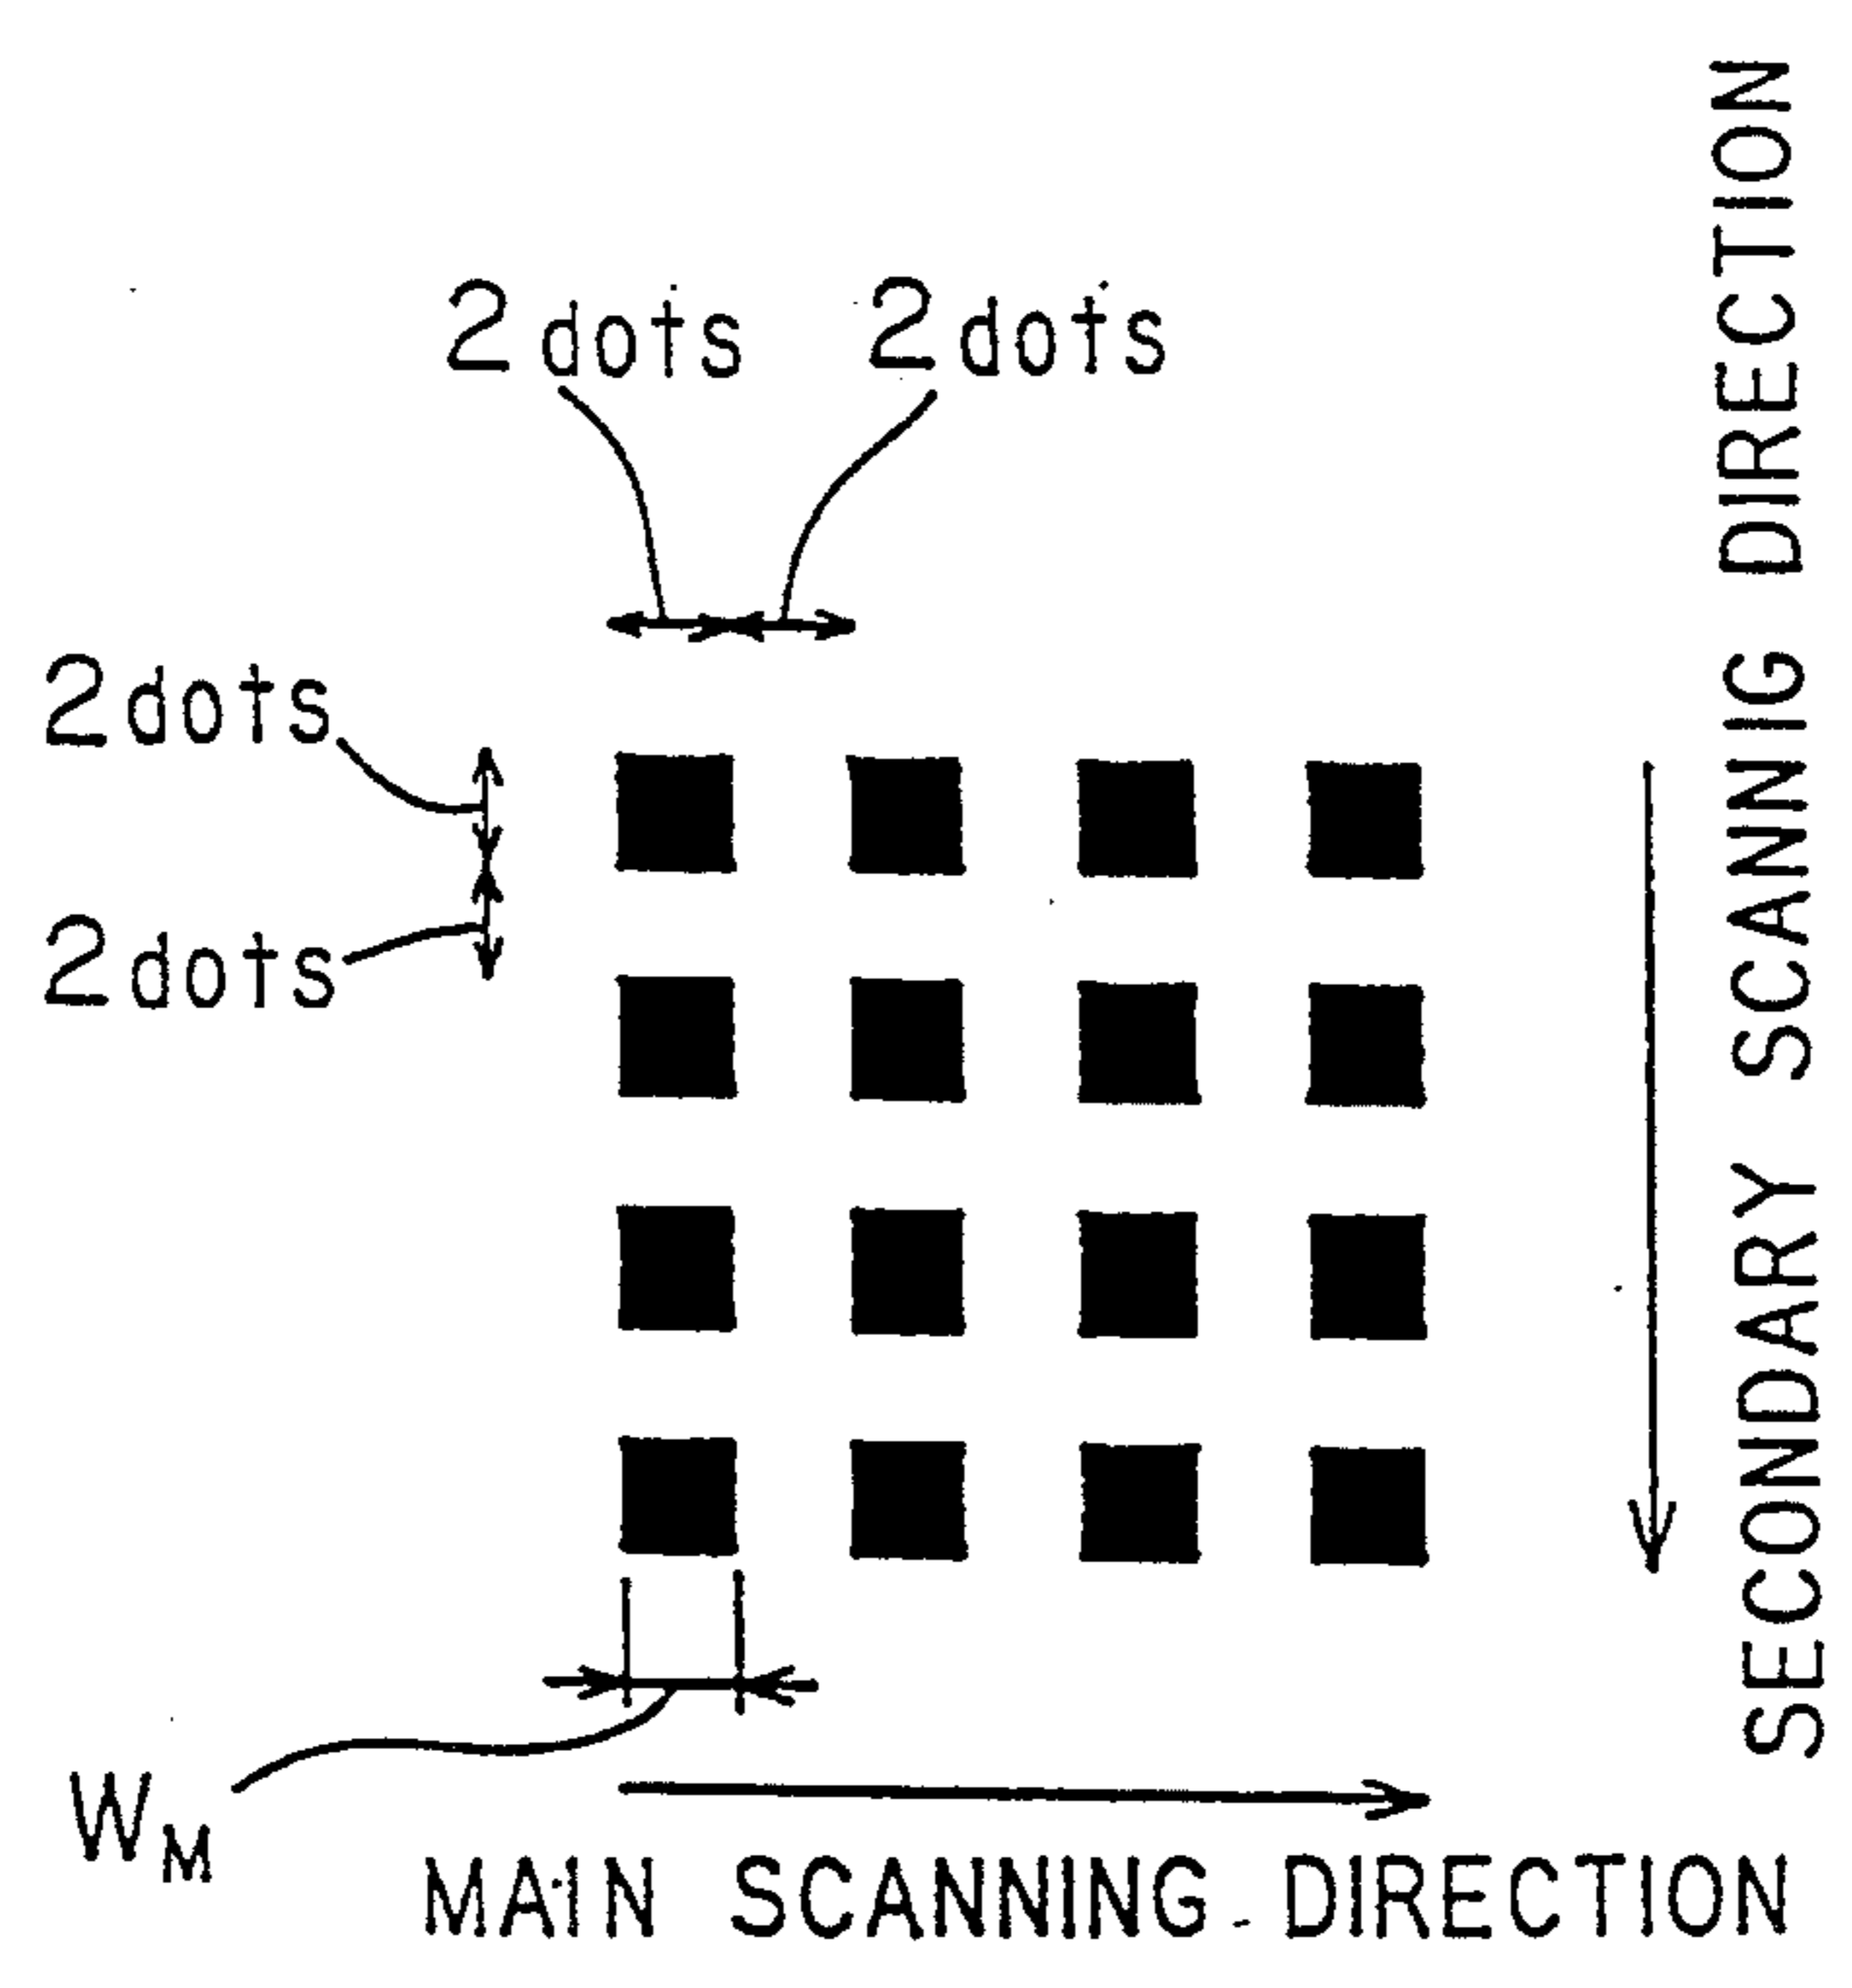 2dots 2dots
2dots
2dots
SECONDARY SCANNIG DIRECTION
WM
MAIN SCANNING DIRECTION